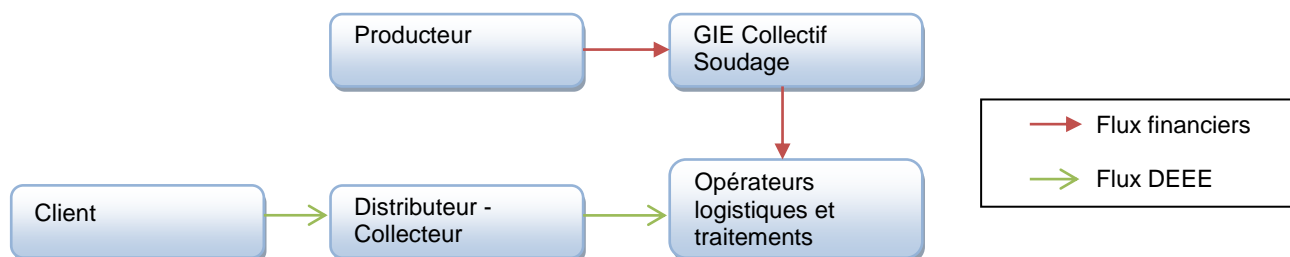 Producteur
GIE Collectif
Soudage
Flux financiers
Flux DEEE
Client
Distributeur -
Collecteur
Opérateurs
logistiques et
traitements